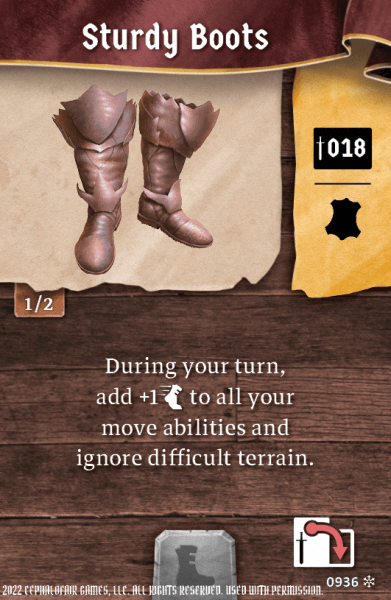 Sturdy Boots
018
1/2
During your turn,
add +1 to all your
move abilities and
ignore difficult terrain.
0936
2022 CEPHALOFAIR GAMES, LLC. ALL RIGHTS RESERVED. USED WITH PERMISSION.